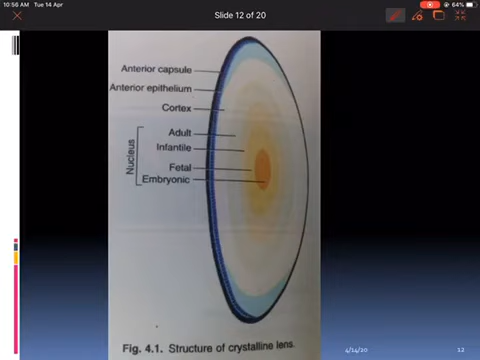 10:56 AM Tue 14 Apr
64%
Slide 12 of 20
Anterior capsule
Anterior epithelium
Cortex
Adult
Infantile
Nucleus
Fetal
Embryonic
Fig. 4.1. Structure of crystalline lens.
4/14/20
12